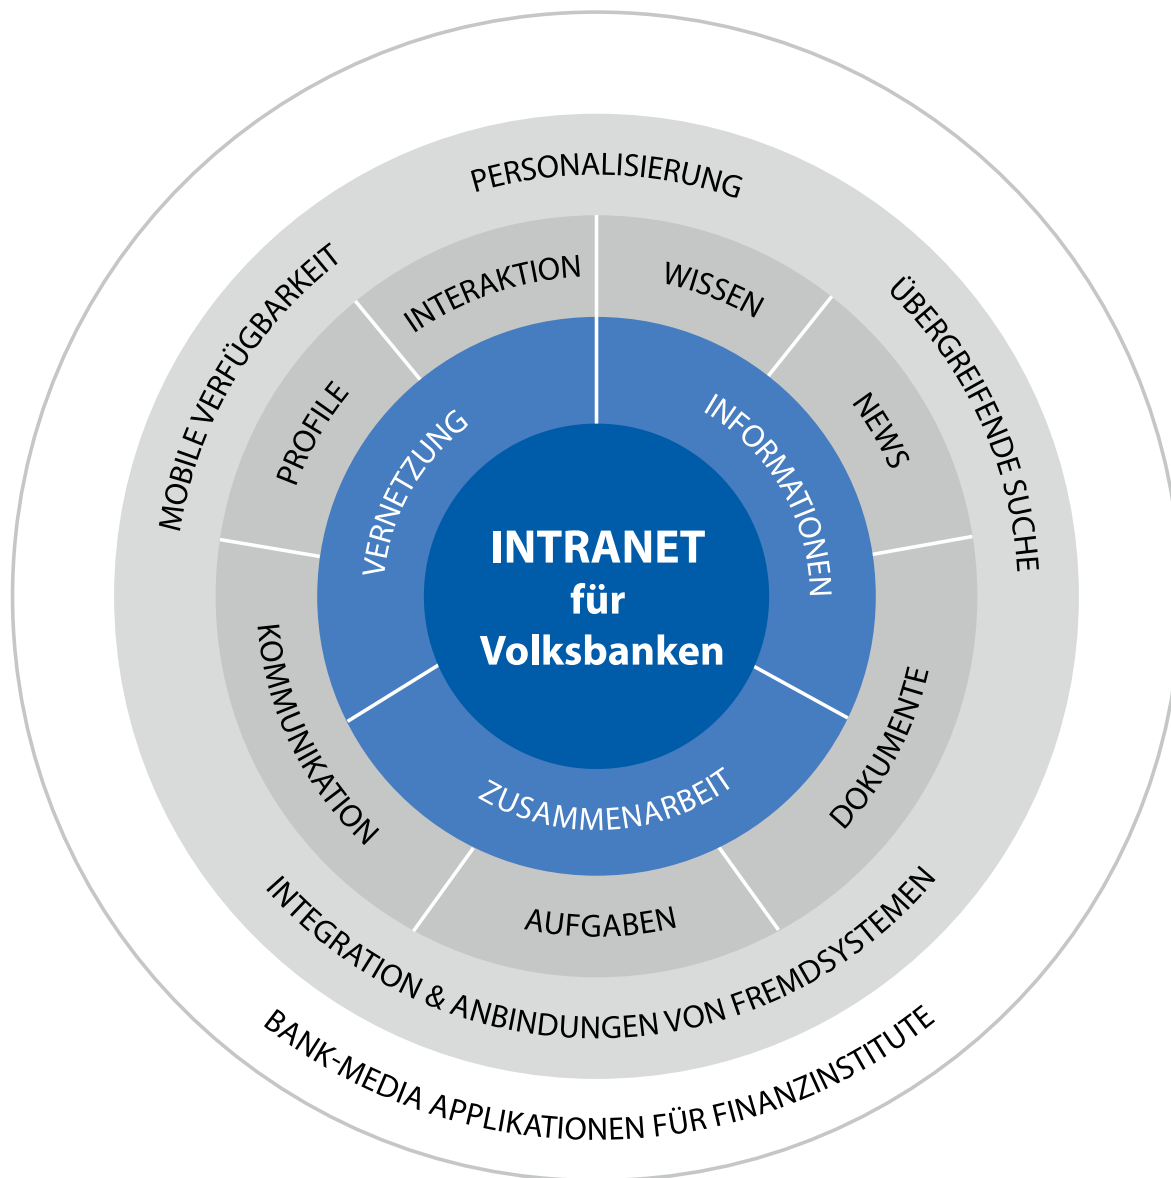 PERSONALISIERUNG
MOBILE VERFÜGBARKEIT
ÜBERGREIFENDE SUCHE
INTERAKTION
WISSEN
PROFILE
NEWS
VERNETZUNG
INFORMATIONEN
INTRANET
für
Volksbanken
KOMMUNIKATION
DOKUMENTE
ZUSAMMENARBEIT
AUFGABEN
INTEGRATION & ANBINDUNGEN VON FREMDSYSTEMEN
BANK-MEDIA APPLIKATIONEN FÜR FINANZINSTITUTE